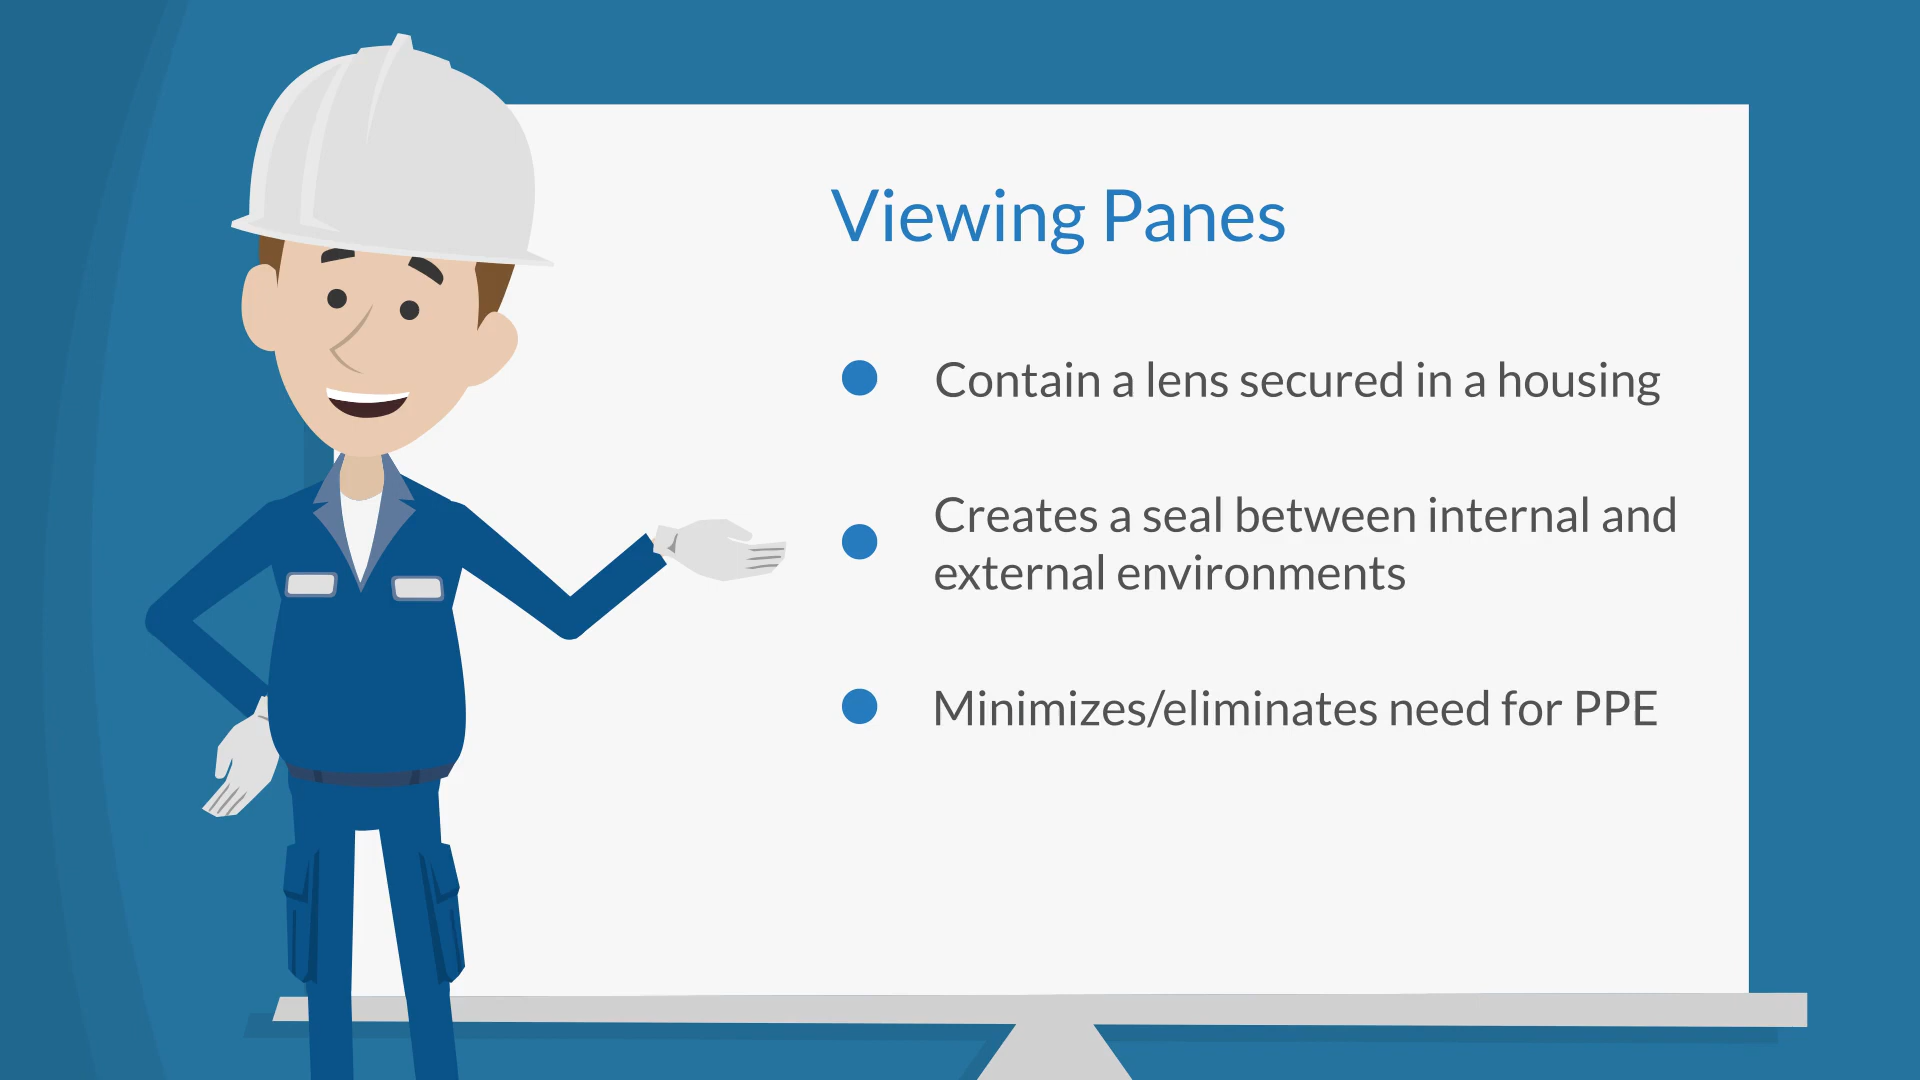 Viewing Panes
Contain a lens secured in a housing
Creates a seal between internal and
external environments
Minimizes/eliminates need for PPE